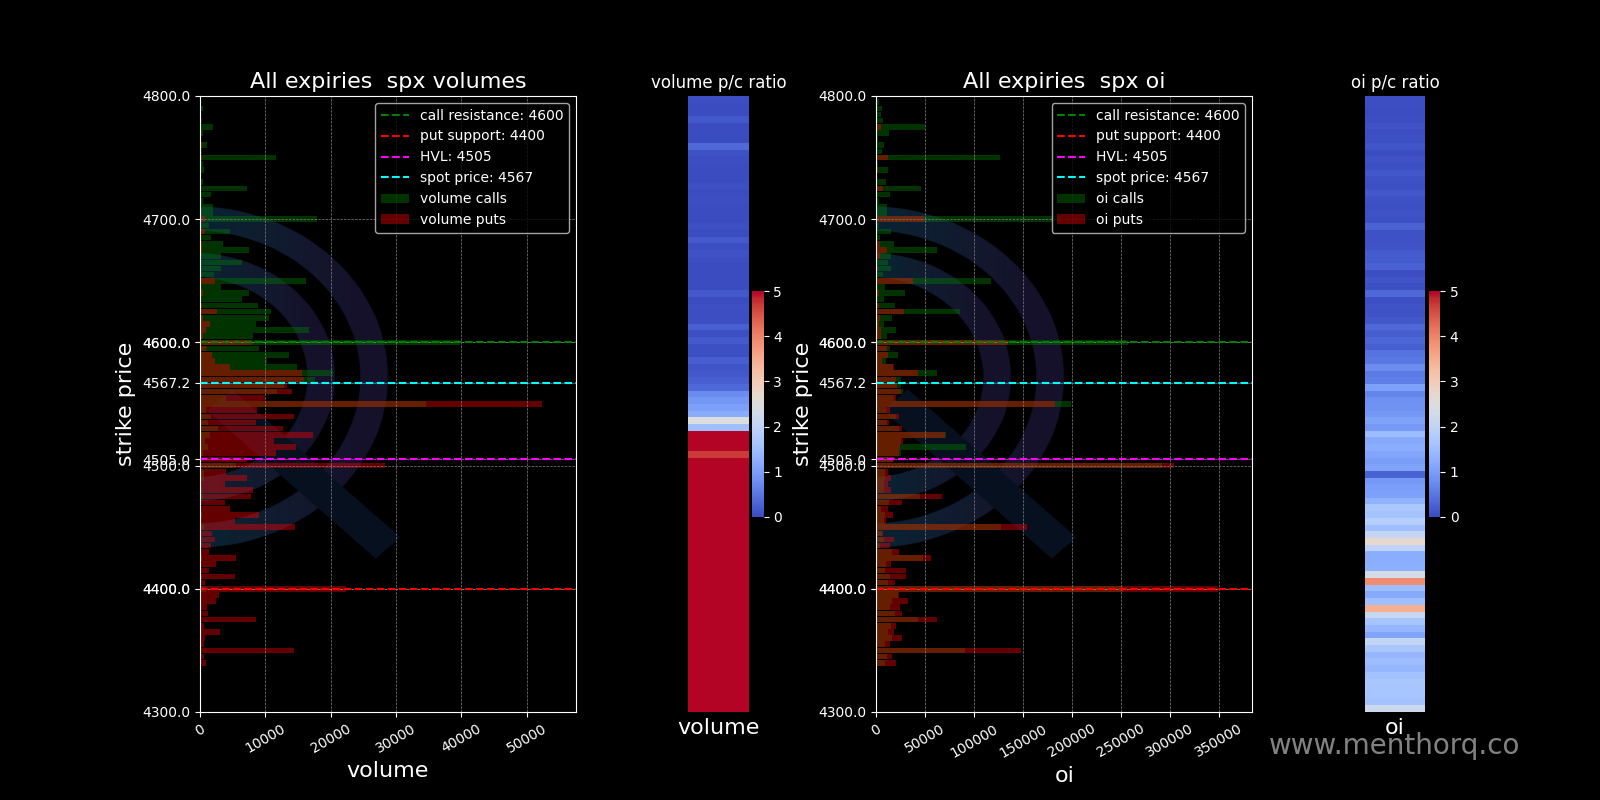 All expiries  spx volumes
volume p/c ratio
All expiries  spx oi
oi p/c ratio
call resistance: 4600
put support: 4400
HVL: 4505
spot price: 4567
volume calls
volume puts
call resistance: 4600
put support: 4400
HVL: 4505
spot price: 4567
oi calls
oi puts
strike price
4800.0
4700.0
4600.0
4567.2
4505.0
4500.0
4400.0
4300.0
0
10000
20000
30000
40000
50000
volume
5
4
3
2
1
0
volume
strike price
4800.0
4700.0
4600.0
4567.2
4505.0
4500.0
4400.0
4300.0
0
50000
100000
150000
200000
250000
300000
350000
oi
5
4
3
2
1
0
oi
www.menthorq.co